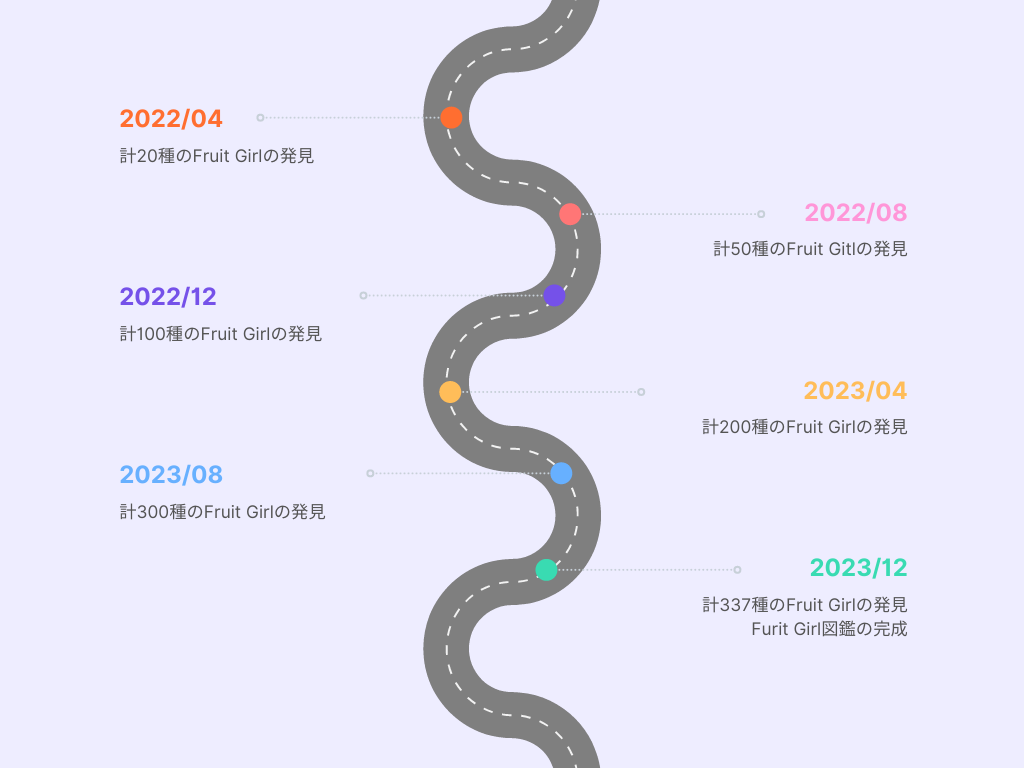 2022/04
計20種のFruit Girlの発見
2022/08
計50種のFruit Gitlの発見
2022/12
計100種のFruit Girlの発見
2023/04
計200種のFruit Girlの発見
2023/08
計300種のFruit Girlの発見
2023/12
計337種のFruit Girlの発見
Furit Girl図鑑の完成